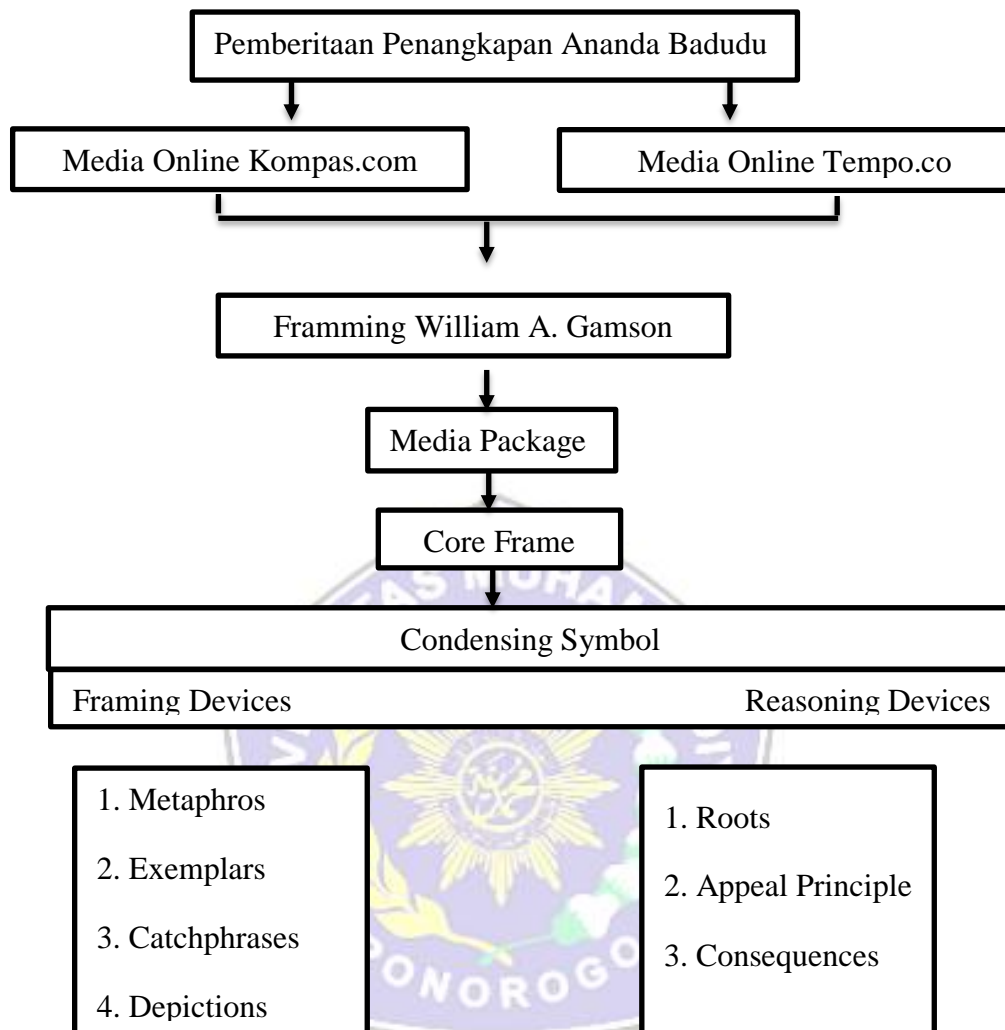 Pemberitaan Penangkapan Ananda Badudu
Media Online Kompas.com
Media Online Tempo.co
Framming William A. Gamson
Media Package
Core Frame
Condensing Symbol
Framing Devices
Reasoning Devices
1. Metaphros
2. Exemplars
3. Catchphrases
4. Depictions
1. Roots
2. Appeal Principle
3. Consequences
PONOROGO